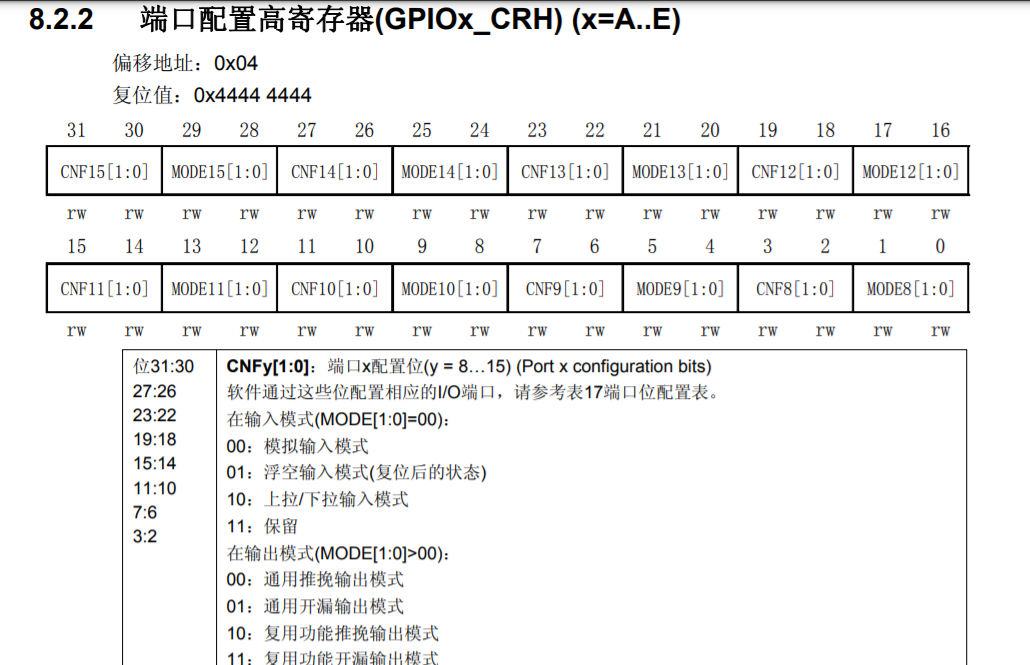 8.2.2 端口配置高寄存器(GPIOx_CRH) (x=A..E)
偏移地址：0x04
复位值：0x4444 4444
31 30 29 28 27 26 25 24 23 22 21 20 19 18 17 16
CNF15[1:0] MODE15[1:0] CNF14[1:0] MODE14[1:0] CNF13[1:0] MODE13[1:0] CNF12[1:0] MODE12[1:0]
rw rw rw rw rw rw rw rw rw rw rw rw rw rw rw rw
15 14 13 12 11 10 9 8 7 6 5 4 3 2 1 0
CNF11[1:0] MODE11[1:0] CNF10[1:0] MODE10[1:0] CNF9[1:0] MODE9[1:0] CNF8[1:0] MODE8[1:0]
rw rw rw rw rw rw rw rw rw rw rw rw rw rw rw rw
位31:30
27:26
23:22
19:18
15:14
11:10
7:6
3:2
CNFy[1:0]：端口x配置位(y = 8…15) (Port x configuration bits)
软件通过这些位配置相应的I/O端口，请参考表17端口位配置表。
在输入模式(MODE[1:0]=00)：
00：模拟输入模式
01：浮空输入模式(复位后的状态)
10：上拉/下拉输入模式
11：保留
在输出模式(MODE[1:0]>00)：
00：通用推挽输出模式
01：通用开漏输出模式
10：复用功能推挽输出模式
11：复用功能开漏输出模式